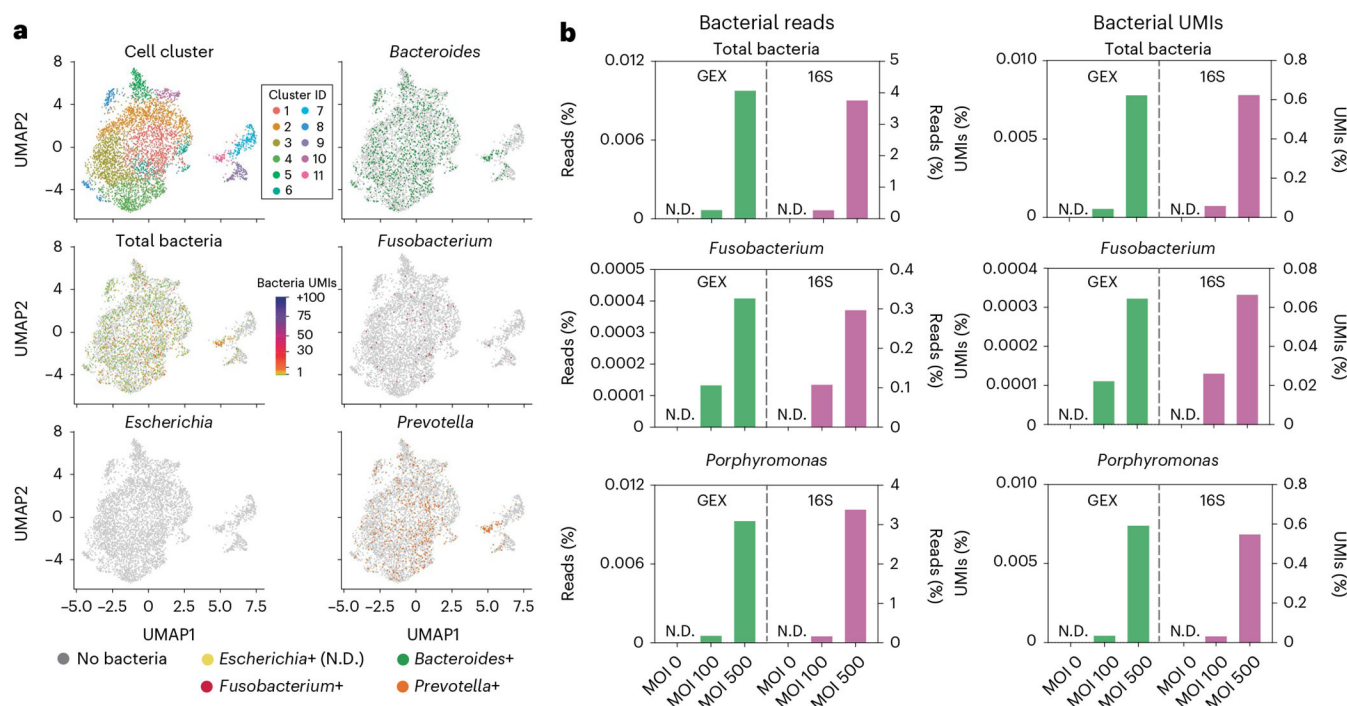 a
Cell cluster
Bacteroides
8
4
0
−4
UMAP2
Cluster ID
1 7
2 8
3 9
4 10
5 11
6
Total bacteria
Fusobacterium
8
4
0
−4
UMAP2
Bacteria UMIs
+100
75
50
30
1
Escherichia
Prevotella
8
4
0
−4
UMAP2
−5.0 −2.5 0 2.5 5.0 7.5
−5.0 −2.5 0 2.5 5.0 7.5
UMAP1
UMAP1
No bacteria
Escherichia+ (N.D.)
Bacteroides+
Fusobacterium+
Prevotella+
b
Bacterial reads
Total bacteria
GEX
16S
0.012
0.006
0
Reads (%)
N.D.
N.D.
5
4
3
2
1
0
Reads (%)
Fusobacterium
GEX
16S
0.0005
0.0004
0.0003
0.0002
0.0001
0
Reads (%)
N.D.
N.D.
0.4
0.3
0.2
0.1
0
Reads (%)
Porphyromonas
GEX
16S
0.012
0.006
0
Reads (%)
N.D.
N.D.
4
3
2
1
0
Reads (%)
MOI 0
MOI 100
MOI 500
MOI 0
MOI 100
MOI 500
Bacterial UMIs
Total bacteria
GEX
16S
UMIs (%)
0.010
0.005
0
N.D.
N.D.
0.8
0.6
0.4
0.2
0
UMIs (%)
Fusobacterium
GEX
16S
UMIs (%)
0.0004
0.0003
0.0002
0.0001
0
N.D.
N.D.
0.08
0.06
0.04
0.02
0
UMIs (%)
Porphyromonas
GEX
16S
UMIs (%)
0.010
0.005
0
N.D.
N.D.
0.8
0.6
0.4
0.2
0
UMIs (%)
MOI 0
MOI 100
MOI 500
MOI 0
MOI 100
MOI 500